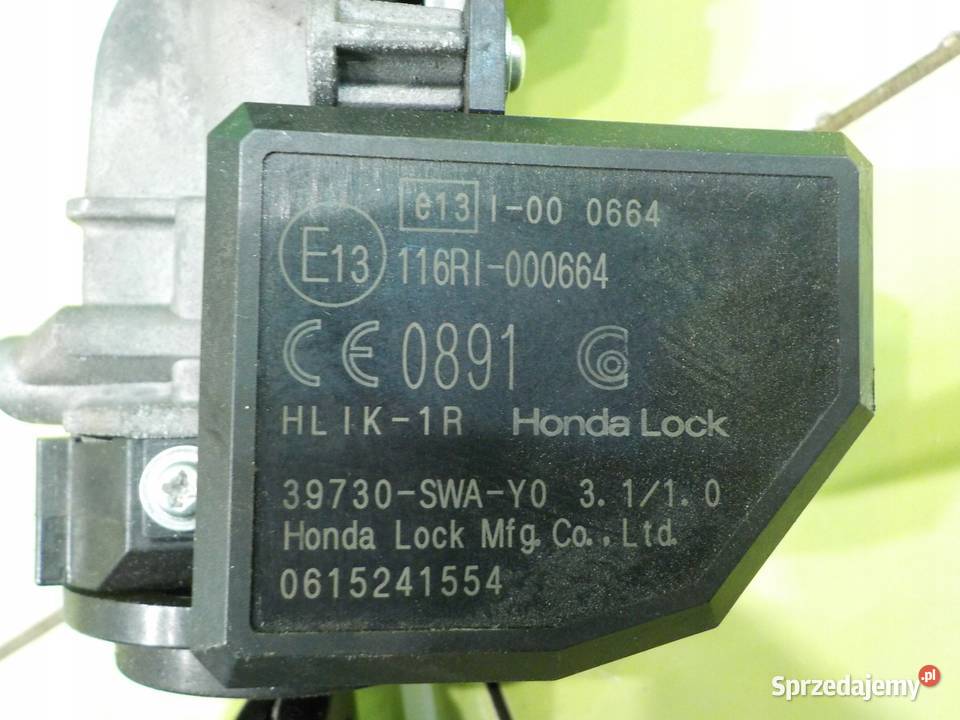 e13 I-00 0664
E13 116RI-000664
CE 0891
HLIK-1R Honda Lock
39730-SWA-Y0 3.1/1.0
Honda Lock Mfg.Co.,Ltd.
0615241554
Sprzedajemy.pl